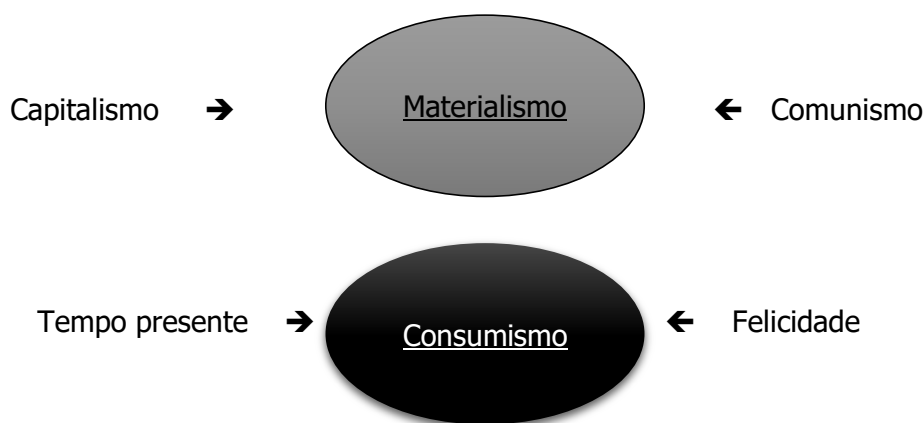 Capitalismo ➔ Materialismo ← Comunismo
Tempo presente ➔ Consumismo ← Felicidade